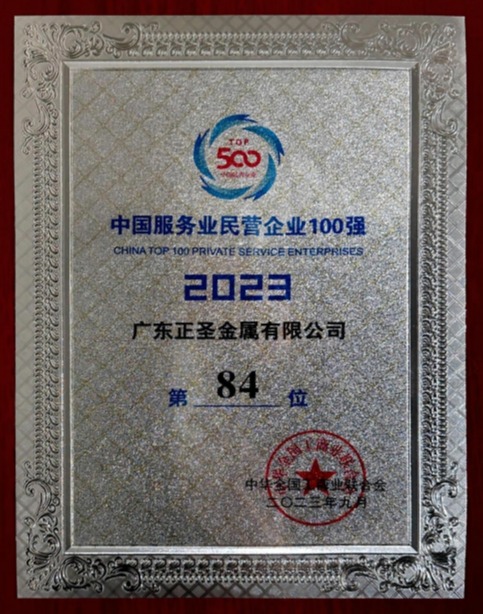 TOP
500
中国服务业民营企业100强
CHINA TOP 100 PRIVATE SERVICE ENTERPRISES
2023
广东正圣金属有限公司
第 84 位
中华全国工商业联合会
二〇二三年九月